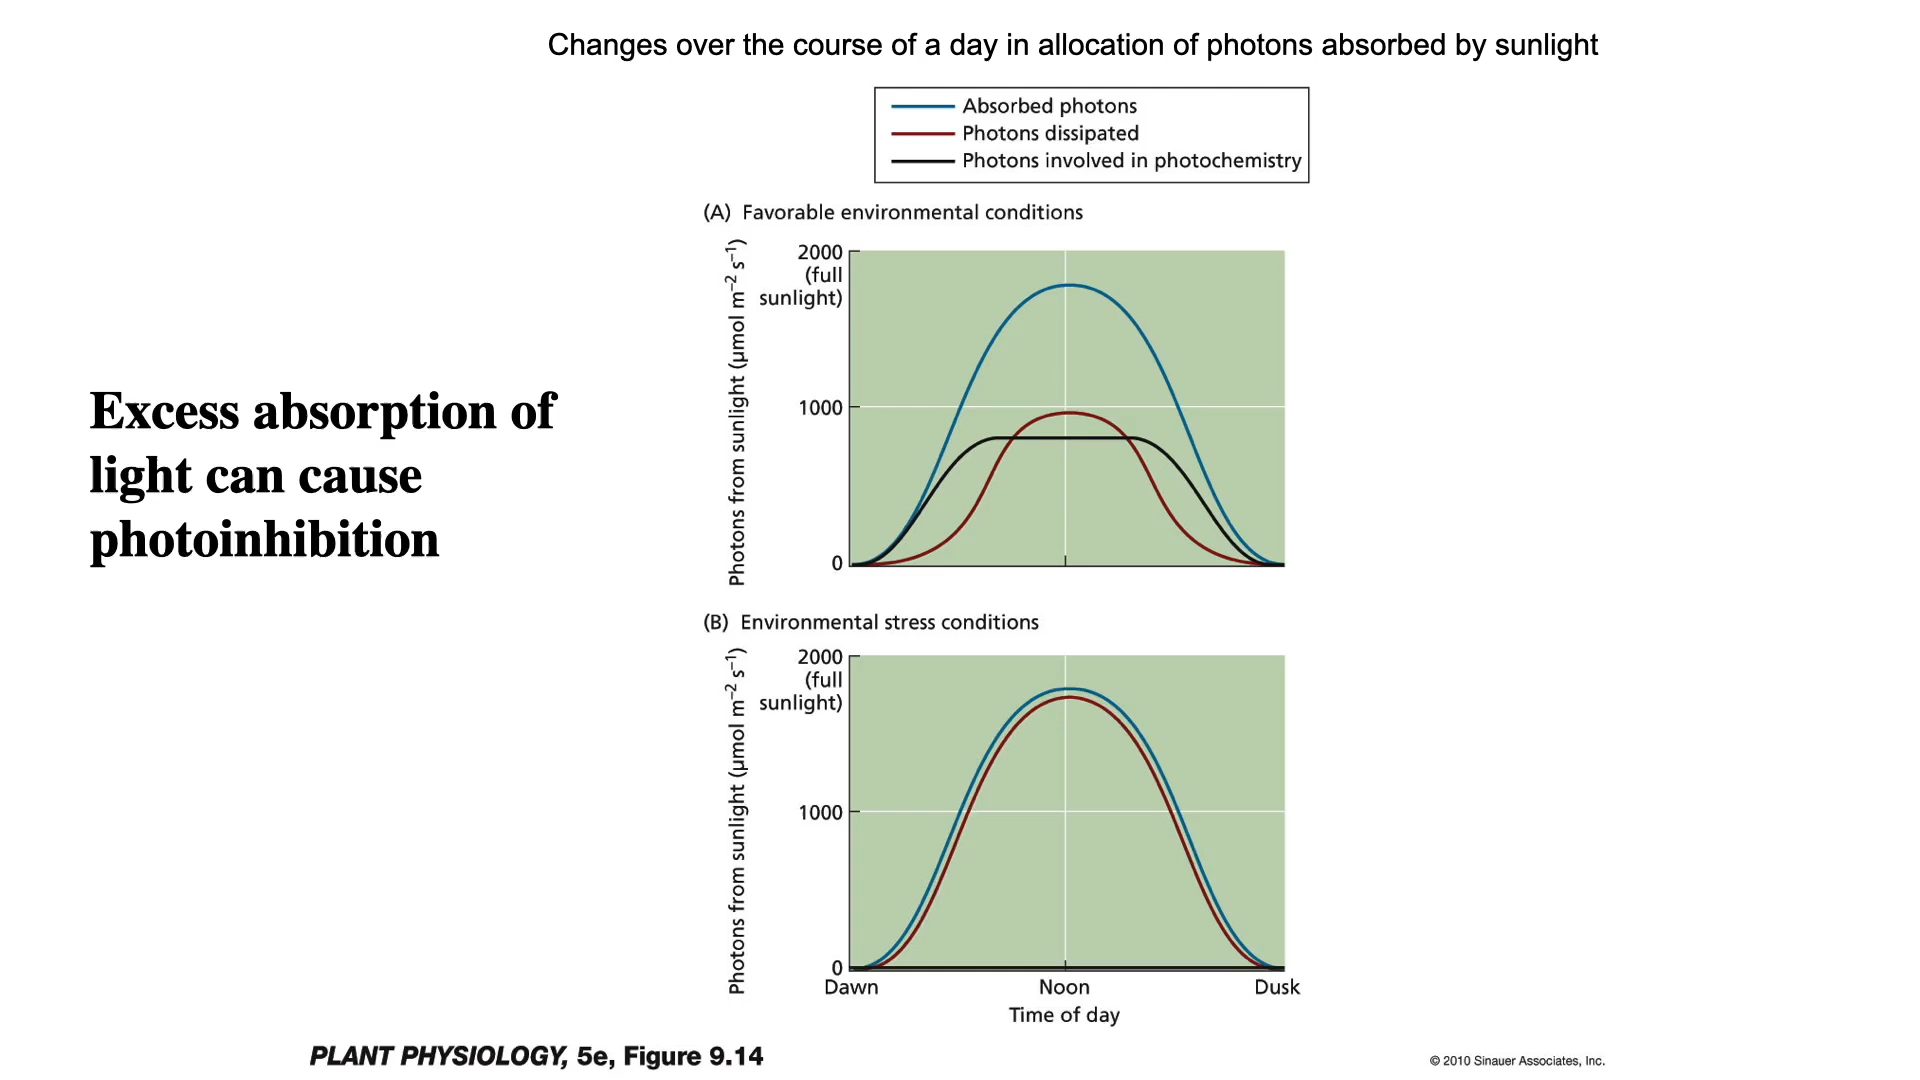 Changes over the course of a day in allocation of photons absorbed by sunlight
Absorbed photons
Photons dissipated
Photons involved in photochemistry
(A) Favorable environmental conditions
Photons from sunlight (µmol m⁻² s⁻¹)
2000
(full
sunlight)
1000
0
Excess absorption of
light can cause
photoinhibition
(B) Environmental stress conditions
Photons from sunlight (µmol m⁻² s⁻¹)
2000
(full
sunlight)
1000
0
Dawn Noon Dusk
Time of day
PLANT PHYSIOLOGY, 5e, Figure 9.14
© 2010 Sinauer Associates, Inc.